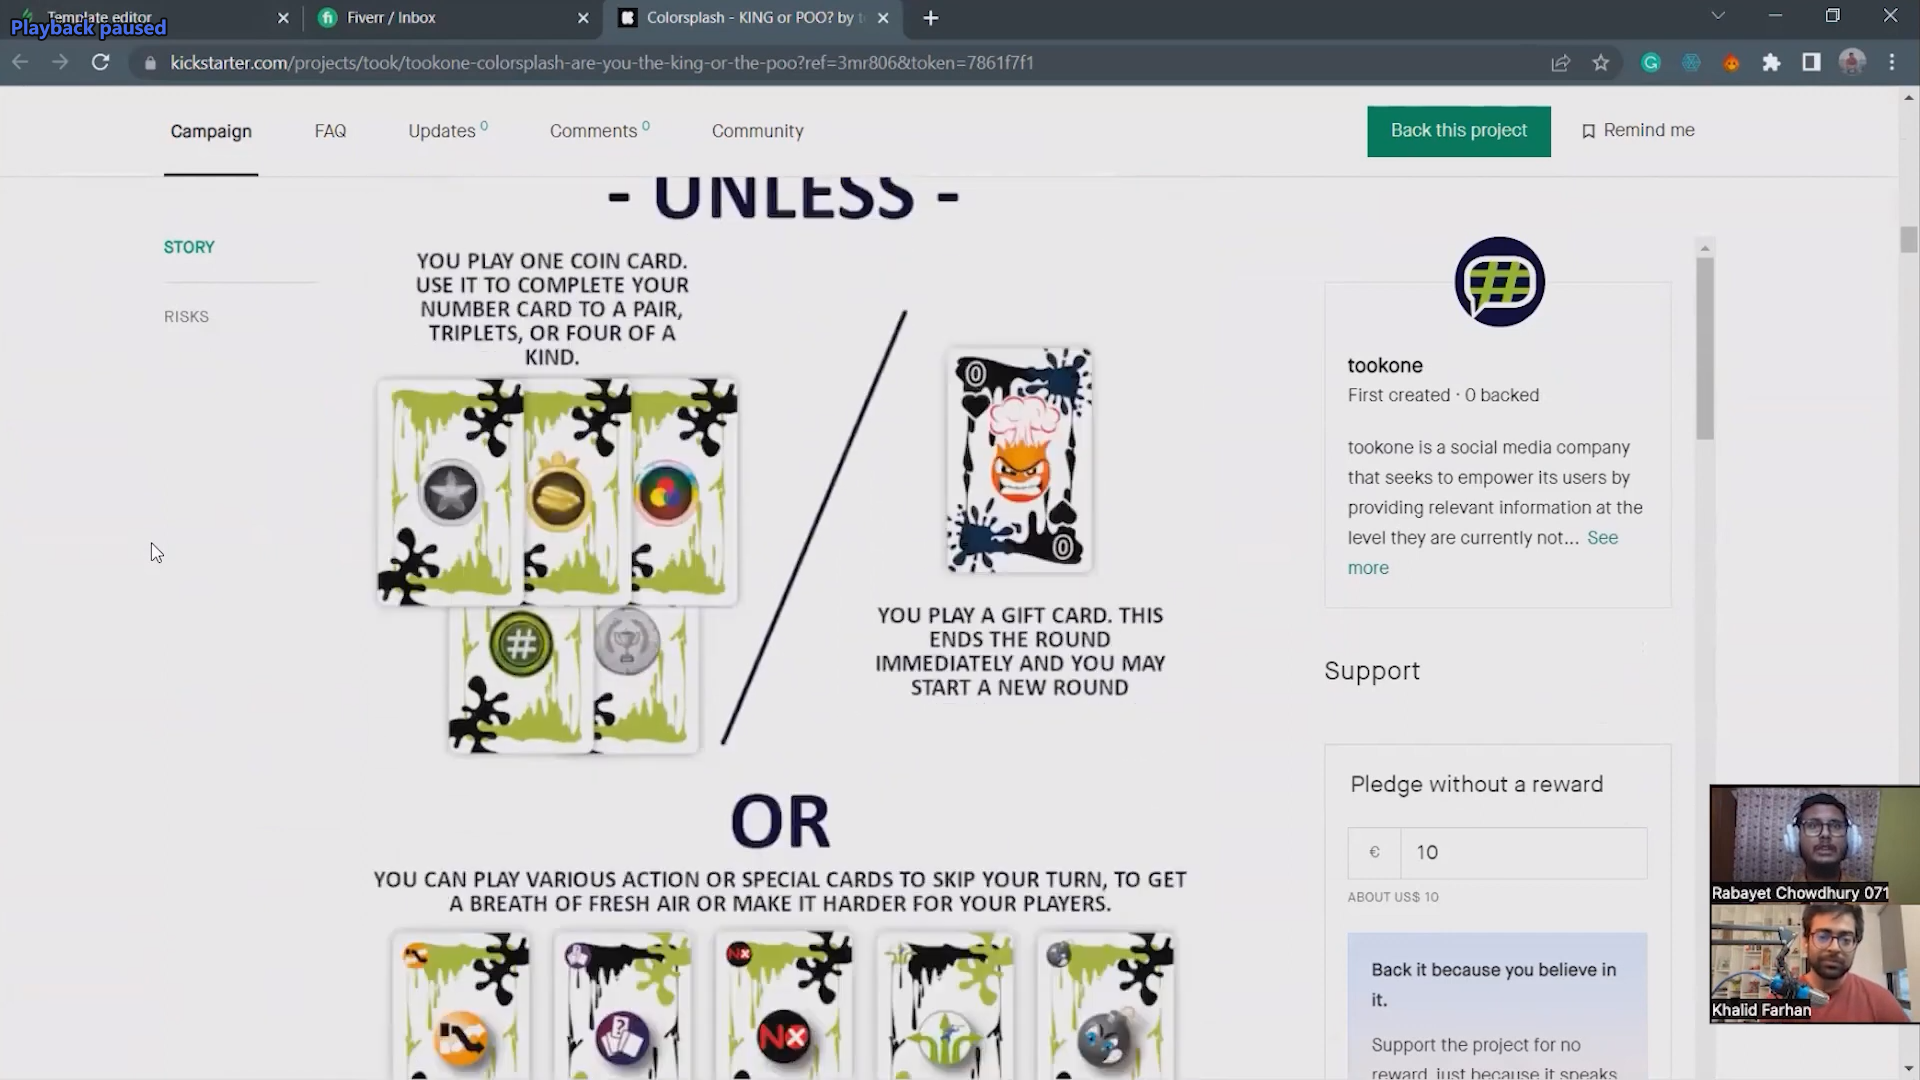 Template editor
Fiverr / Inbox
Colorsplash - KING or POO? by t
Playback paused
kickstarter.com/projects/took/tookone-colorsplash-are-you-the-king-or-the-poo?ref=3mr806&token=7861f7f1
Campaign
FAQ
Updates 0
Comments 0
Community
Back this project
Remind me
- UNLESS -
STORY
RISKS
YOU PLAY ONE COIN CARD.
USE IT TO COMPLETE YOUR
NUMBER CARD TO A PAIR,
TRIPLETS, OR FOUR OF A
KIND.
0
0
#
YOU PLAY A GIFT CARD. THIS
ENDS THE ROUND
IMMEDIATELY AND YOU MAY
START A NEW ROUND
OR
YOU CAN PLAY VARIOUS ACTION OR SPECIAL CARDS TO SKIP YOUR TURN, TO GET
A BREATH OF FRESH AIR OR MAKE IT HARDER FOR YOUR PLAYERS.
NX
?
NX
##
tookone
First created · 0 backed
tookone is a social media company
that seeks to empower its users by
providing relevant information at the
level they are currently not... See
more
Support
Pledge without a reward
€ 10
ABOUT US$ 10
Back it because you believe in
it.
Support the project for no
reward, just because it speaks
Rabayet Chowdhury 071
Khalid Farhan